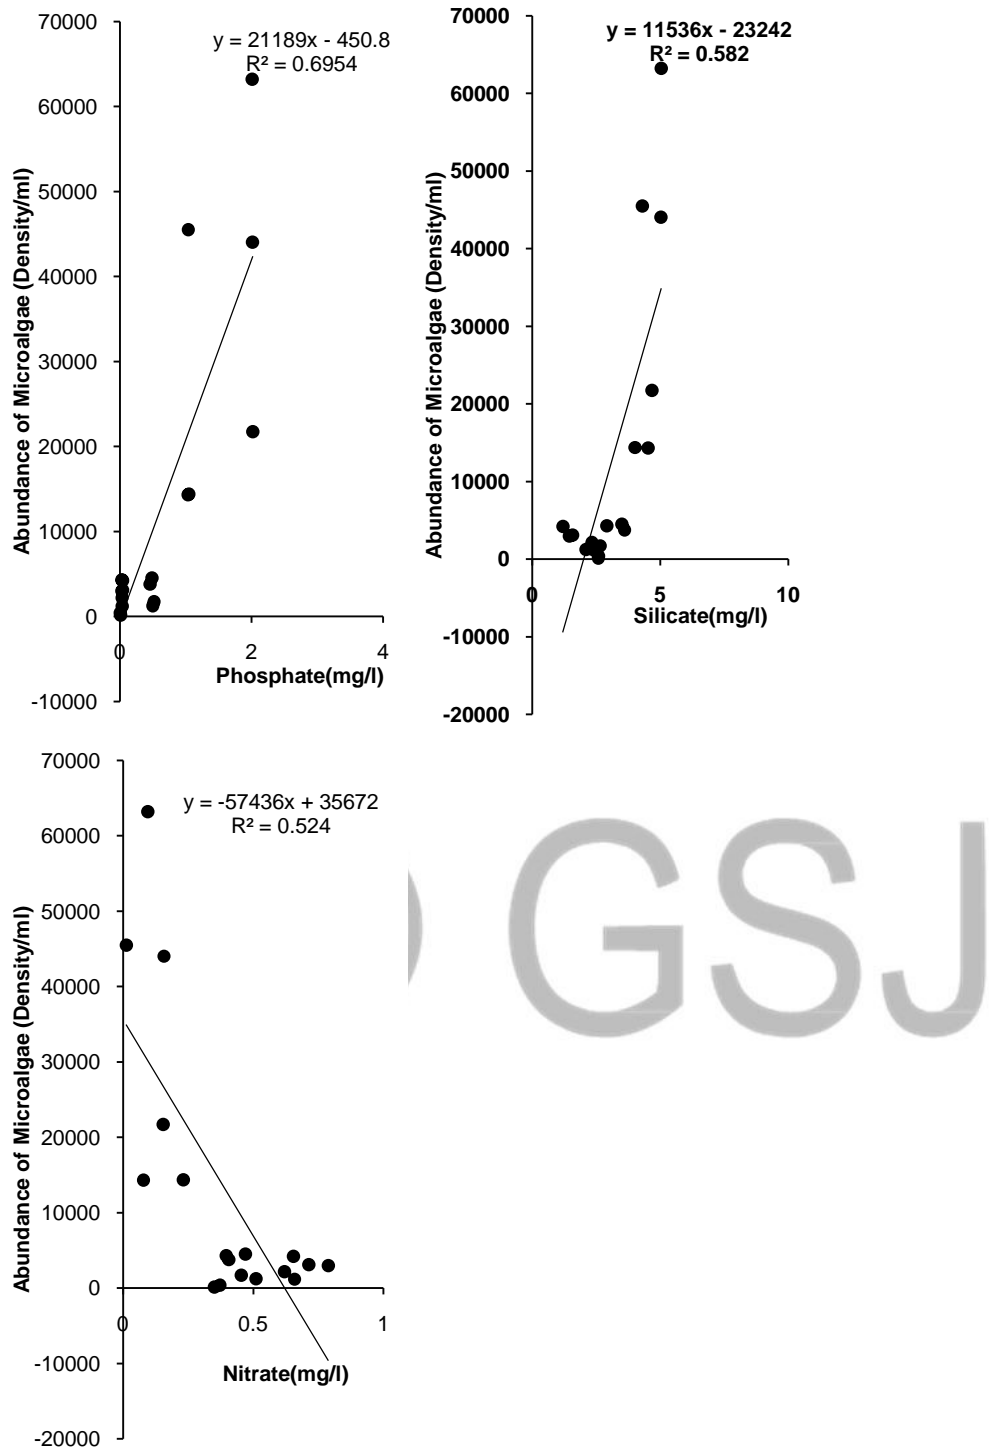 70000
60000
50000
40000
30000
20000
10000
0
-10000
0
2
4
y = 21189x - 450.8
R² = 0.6954
Abundance of Microalgae (Density/ml)
Phosphate(mg/l)
70000
60000
50000
40000
30000
20000
10000
0
-10000
-20000
0
5
10
y = 11536x - 23242
R² = 0.582
Abundance of Microalgae (Density/ml)
Silicate(mg/l)
70000
60000
50000
40000
30000
20000
10000
0
-10000
-20000
0
0.5
1
y = -57436x + 35672
R² = 0.524
Abundance of Microalgae (Density/ml)
Nitrate(mg/l)
GSJ